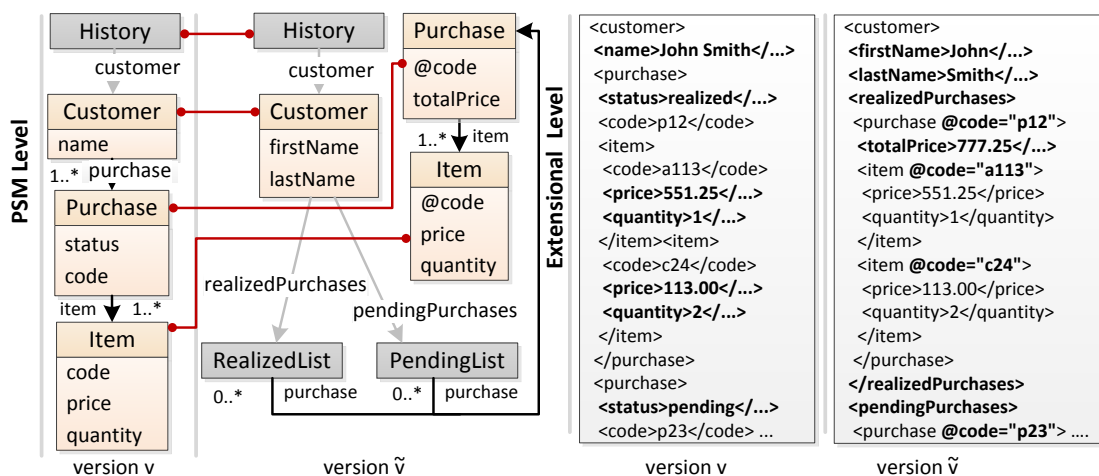 PSM Level
History
customer
Customer
name
purchase
1..*
Purchase
status
code
item
1..*
Item
code
price
quantity
version v
History
customer
Customer
firstName
lastName
realizedPurchases
pendingPurchases
RealizedList
PendingList
0..*
purchase
0..*
purchase
Purchase
@code
totalPrice
item
1..*
Item
@code
price
quantity
version ṽ
Extensional Level
<customer>
<name>John Smith</...>
<purchase>
<status>realized</...>
<code>p12</code>
<item>
<code>a113</code>
<price>551.25</...>
<quantity>1</...>
</item><item>
<code>c24</code>
<price>113.00</...>
<quantity>2</...>
</item>
</purchase>
<purchase>
<status>pending</...>
<code>p23</code> ...
version v
<customer>
<firstName>John</...>
<lastName>Smith</...>
<realizedPurchases>
<purchase @code="p12">
<totalPrice>777.25</...>
<item @code="a113">
<price>551.25</price>
<quantity>1</quantity>
</item>
<item @code="c24">
<price>113.00</price>
<quantity>2</quantity>
</item>
</purchase>
</realizedPurchases>
<pendingPurchases>
<purchase @code="p23"> ....
version ṽ